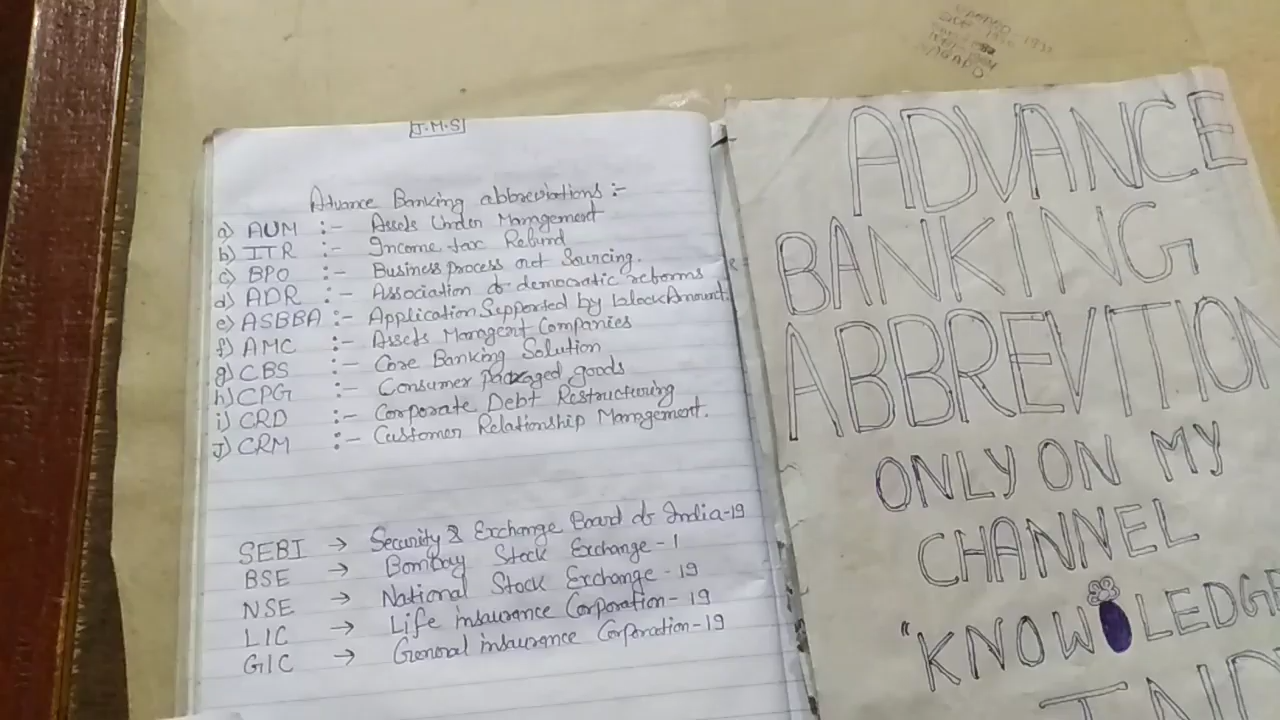 J.M.S
Advance Banking abbreviations :-
a) AUM :- Assets Under Management
b) ITR :- Income tax Refund
c) BPO :- Business Process out Sourcing.
d) ADR :- Association of democratic reforms
e) ASBBA :- Application Supported by block Amount.
f) AMC :- Assets Managent Companies
g) CBS :- Core Banking Solution
h) CPG :- Consumer packaged goods
i) CRD :- Corporate Debt Restructuring
J) CRM :- Customer Relationship Management.
SEBI → Security & Exchange Board of India-19
BSE → Bombay Stock Exchange - 1
NSE → National Stock Exchange - 19
LIC → Life insurance Corporation - 19
GIC → General insurance Corporation-19
ADVANCE
BANKING
ABBREVITION
ONLY ON MY
CHANNEL
"KNOWLEDGE